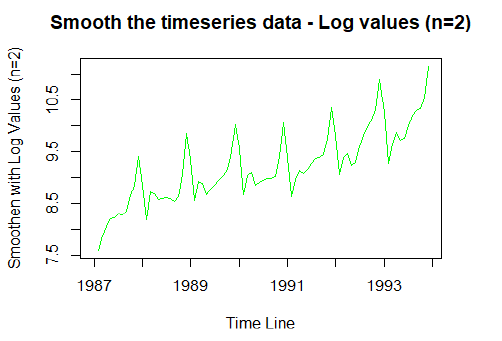 Smooth the timeseries data - Log values (n=2)
Smoothen with Log Values (n=2)
10.5
9.5
8.5
7.5
1987
1989
1991
1993
Time Line